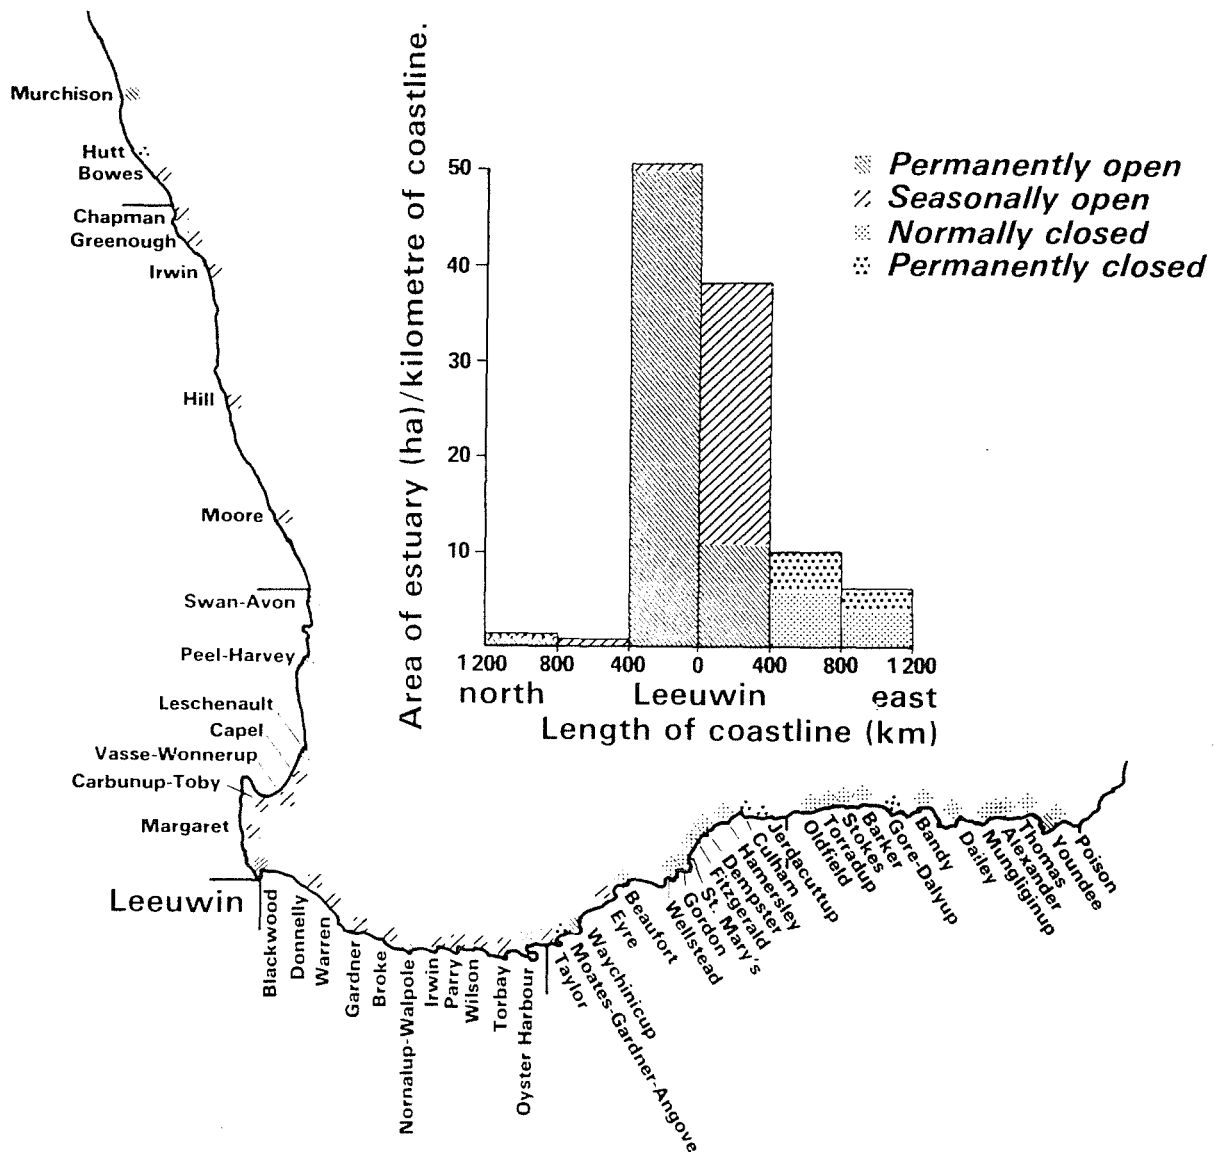 Murchison
Hutt
Bowes
Chapman
Greenough
Irwin
Hill
Moore
Swan-Avon
Peel-Harvey
Leschenault
Capel
Vasse-Wonnerup
Carbunup-Toby
Margaret
Leeuwin
Area of estuary (ha)/kilometre of coastline.
50
40
30
20
10
1200 800 400 0 400 800 1200
north Leeuwin east
Length of coastline (km)
Permanently open
Seasonally open
Normally closed
Permanently closed
Blackwood
Donnelly
Warren
Gardner
Broke
Nornalup-Walpole
Irwin
Parry
Wilson
Torbay
Oyster Harbour
Taylor
Moates-Gardner-Angove
Waychinicup
Eyre
Beaufort
Wellstead
Gordon
St. Mary's
Fitzgerald
Dempster
Hamersley
Culham
Jerdacuttup
Oldfield
Torradup
Stokes
Barker
Gore-Dalyup
Bandy
Dailey
Mungliginup
Alexander
Thomas
Youndee
Poison